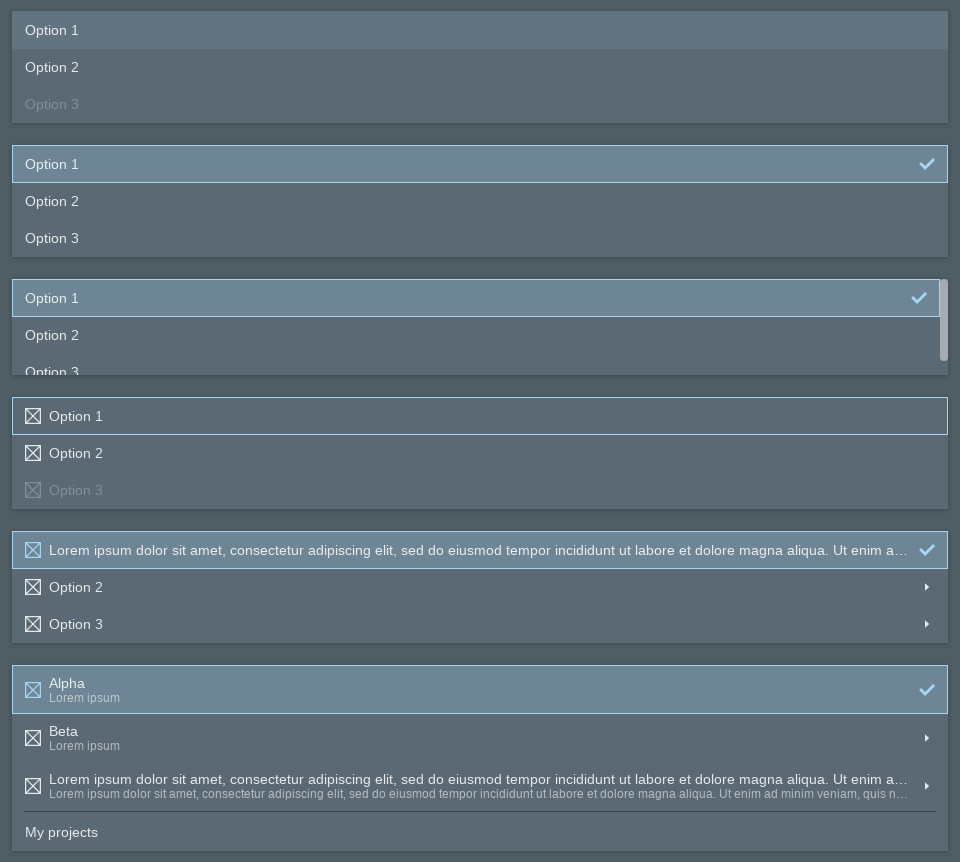 Option 1
Option 2
Option 3
Option 1
Option 2
Option 3
Option 1
Option 2
Option 3
Option 1
Option 2
Option 3
Lorem ipsum dolor sit amet, consectetur adipiscing elit, sed do eiusmod tempor incididunt ut labore et dolore magna aliqua. Ut enim a…
Option 2
Option 3
Alpha
Lorem ipsum
Beta
Lorem ipsum
Lorem ipsum dolor sit amet, consectetur adipiscing elit, sed do eiusmod tempor incididunt ut labore et dolore magna aliqua. Ut enim a…
Lorem ipsum dolor sit amet, consectetur adipiscing elit, sed do eiusmod tempor incididunt ut labore et dolore magna aliqua. Ut enim ad minim veniam, quis n…
My projects